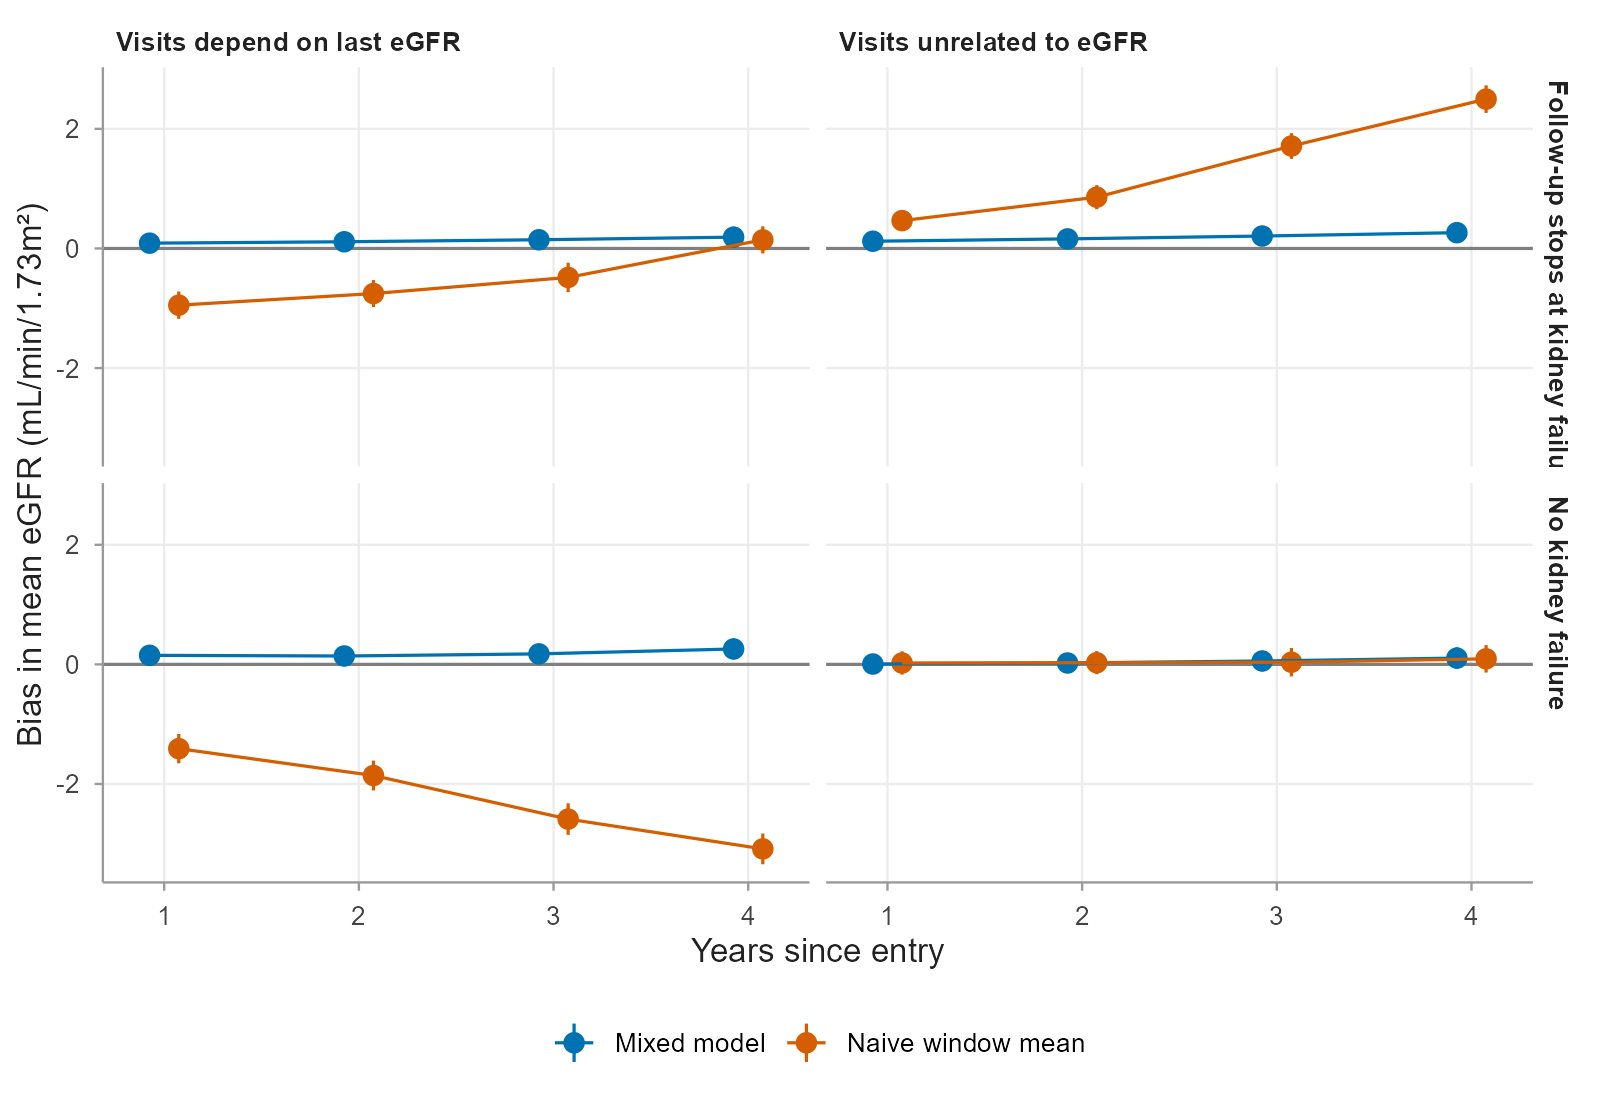 Visits depend on last eGFR
Visits unrelated to eGFR
Follow-up stops at kidney failu
2
0
-2
No kidney failure
2
0
-2
Bias in mean eGFR (mL/min/1.73m²)
1 2 3 4
1 2 3 4
Years since entry
Mixed model
Naive window mean